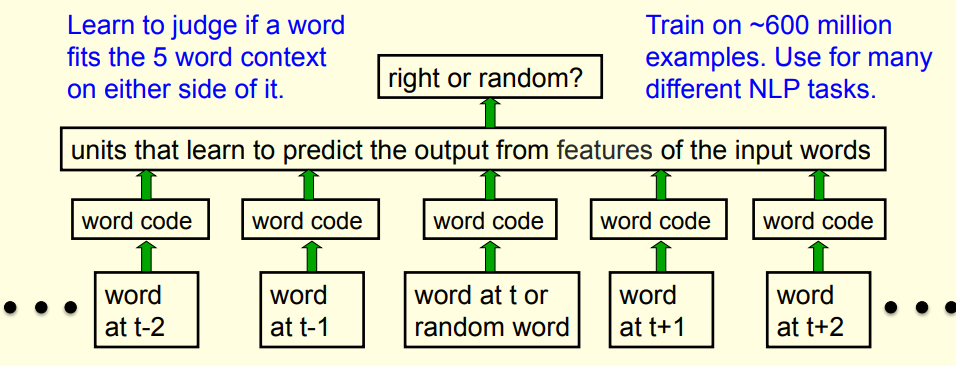 Learn to judge if a word
fits the 5 word context
on either side of it.
Train on ~600 million
examples. Use for many
different NLP tasks.
right or random?
units that learn to predict the output from features of the input words
word code
word code
word code
word code
word code
word
at t-2
word
at t-1
word at t or
random word
word
at t+1
word
at t+2